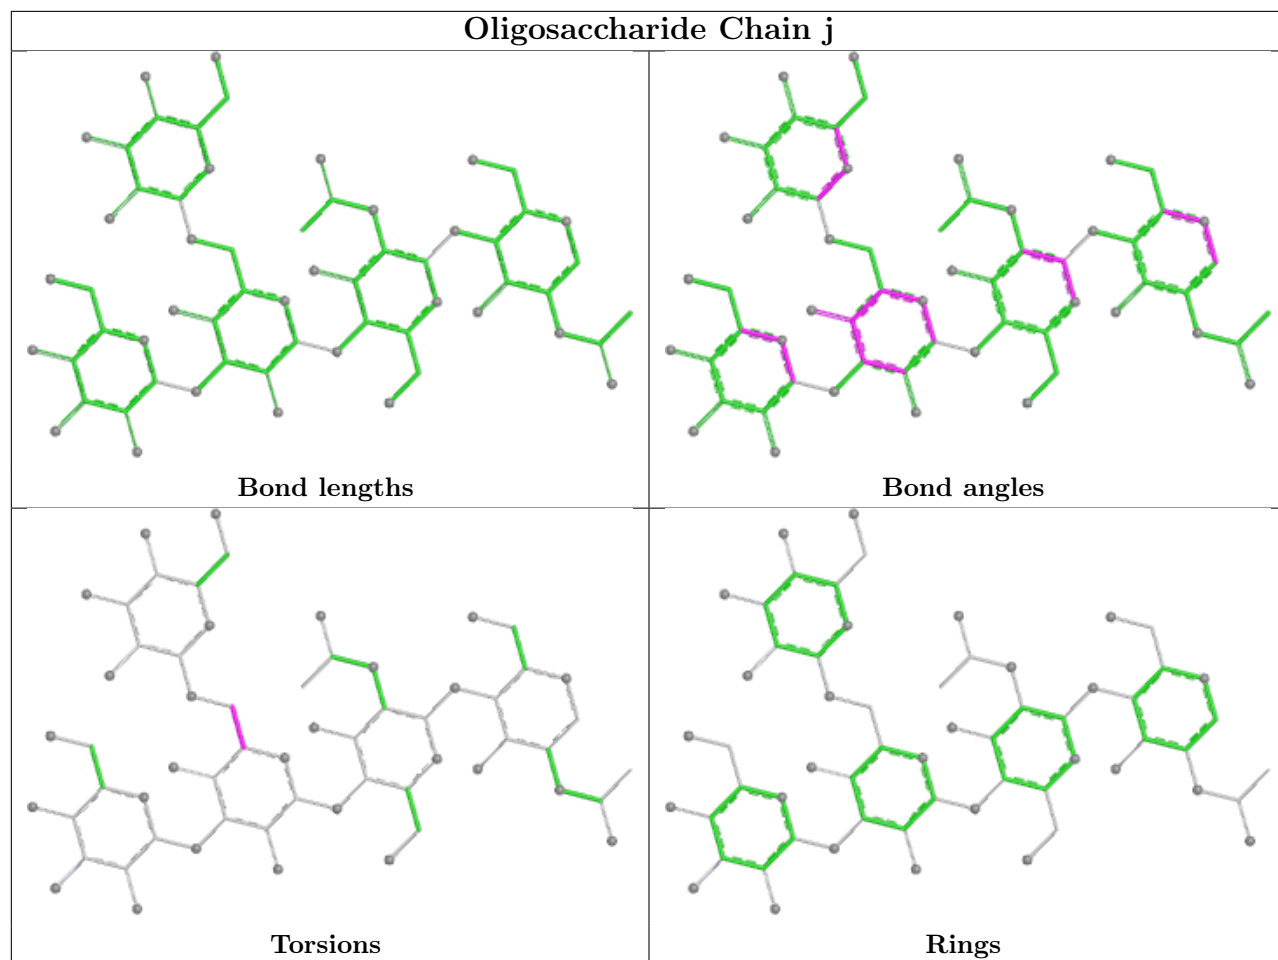 Oligosaccharide Chain j
Bond lengths
Bond angles
Torsions
Rings